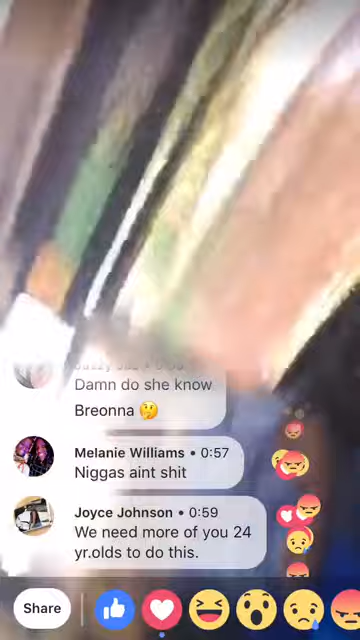 Damn do she know
Breonna 🤔
Melanie Williams • 0:57
Niggas aint shit
Joyce Johnson • 0:59
We need more of you 24
yr.olds to do this.
Share